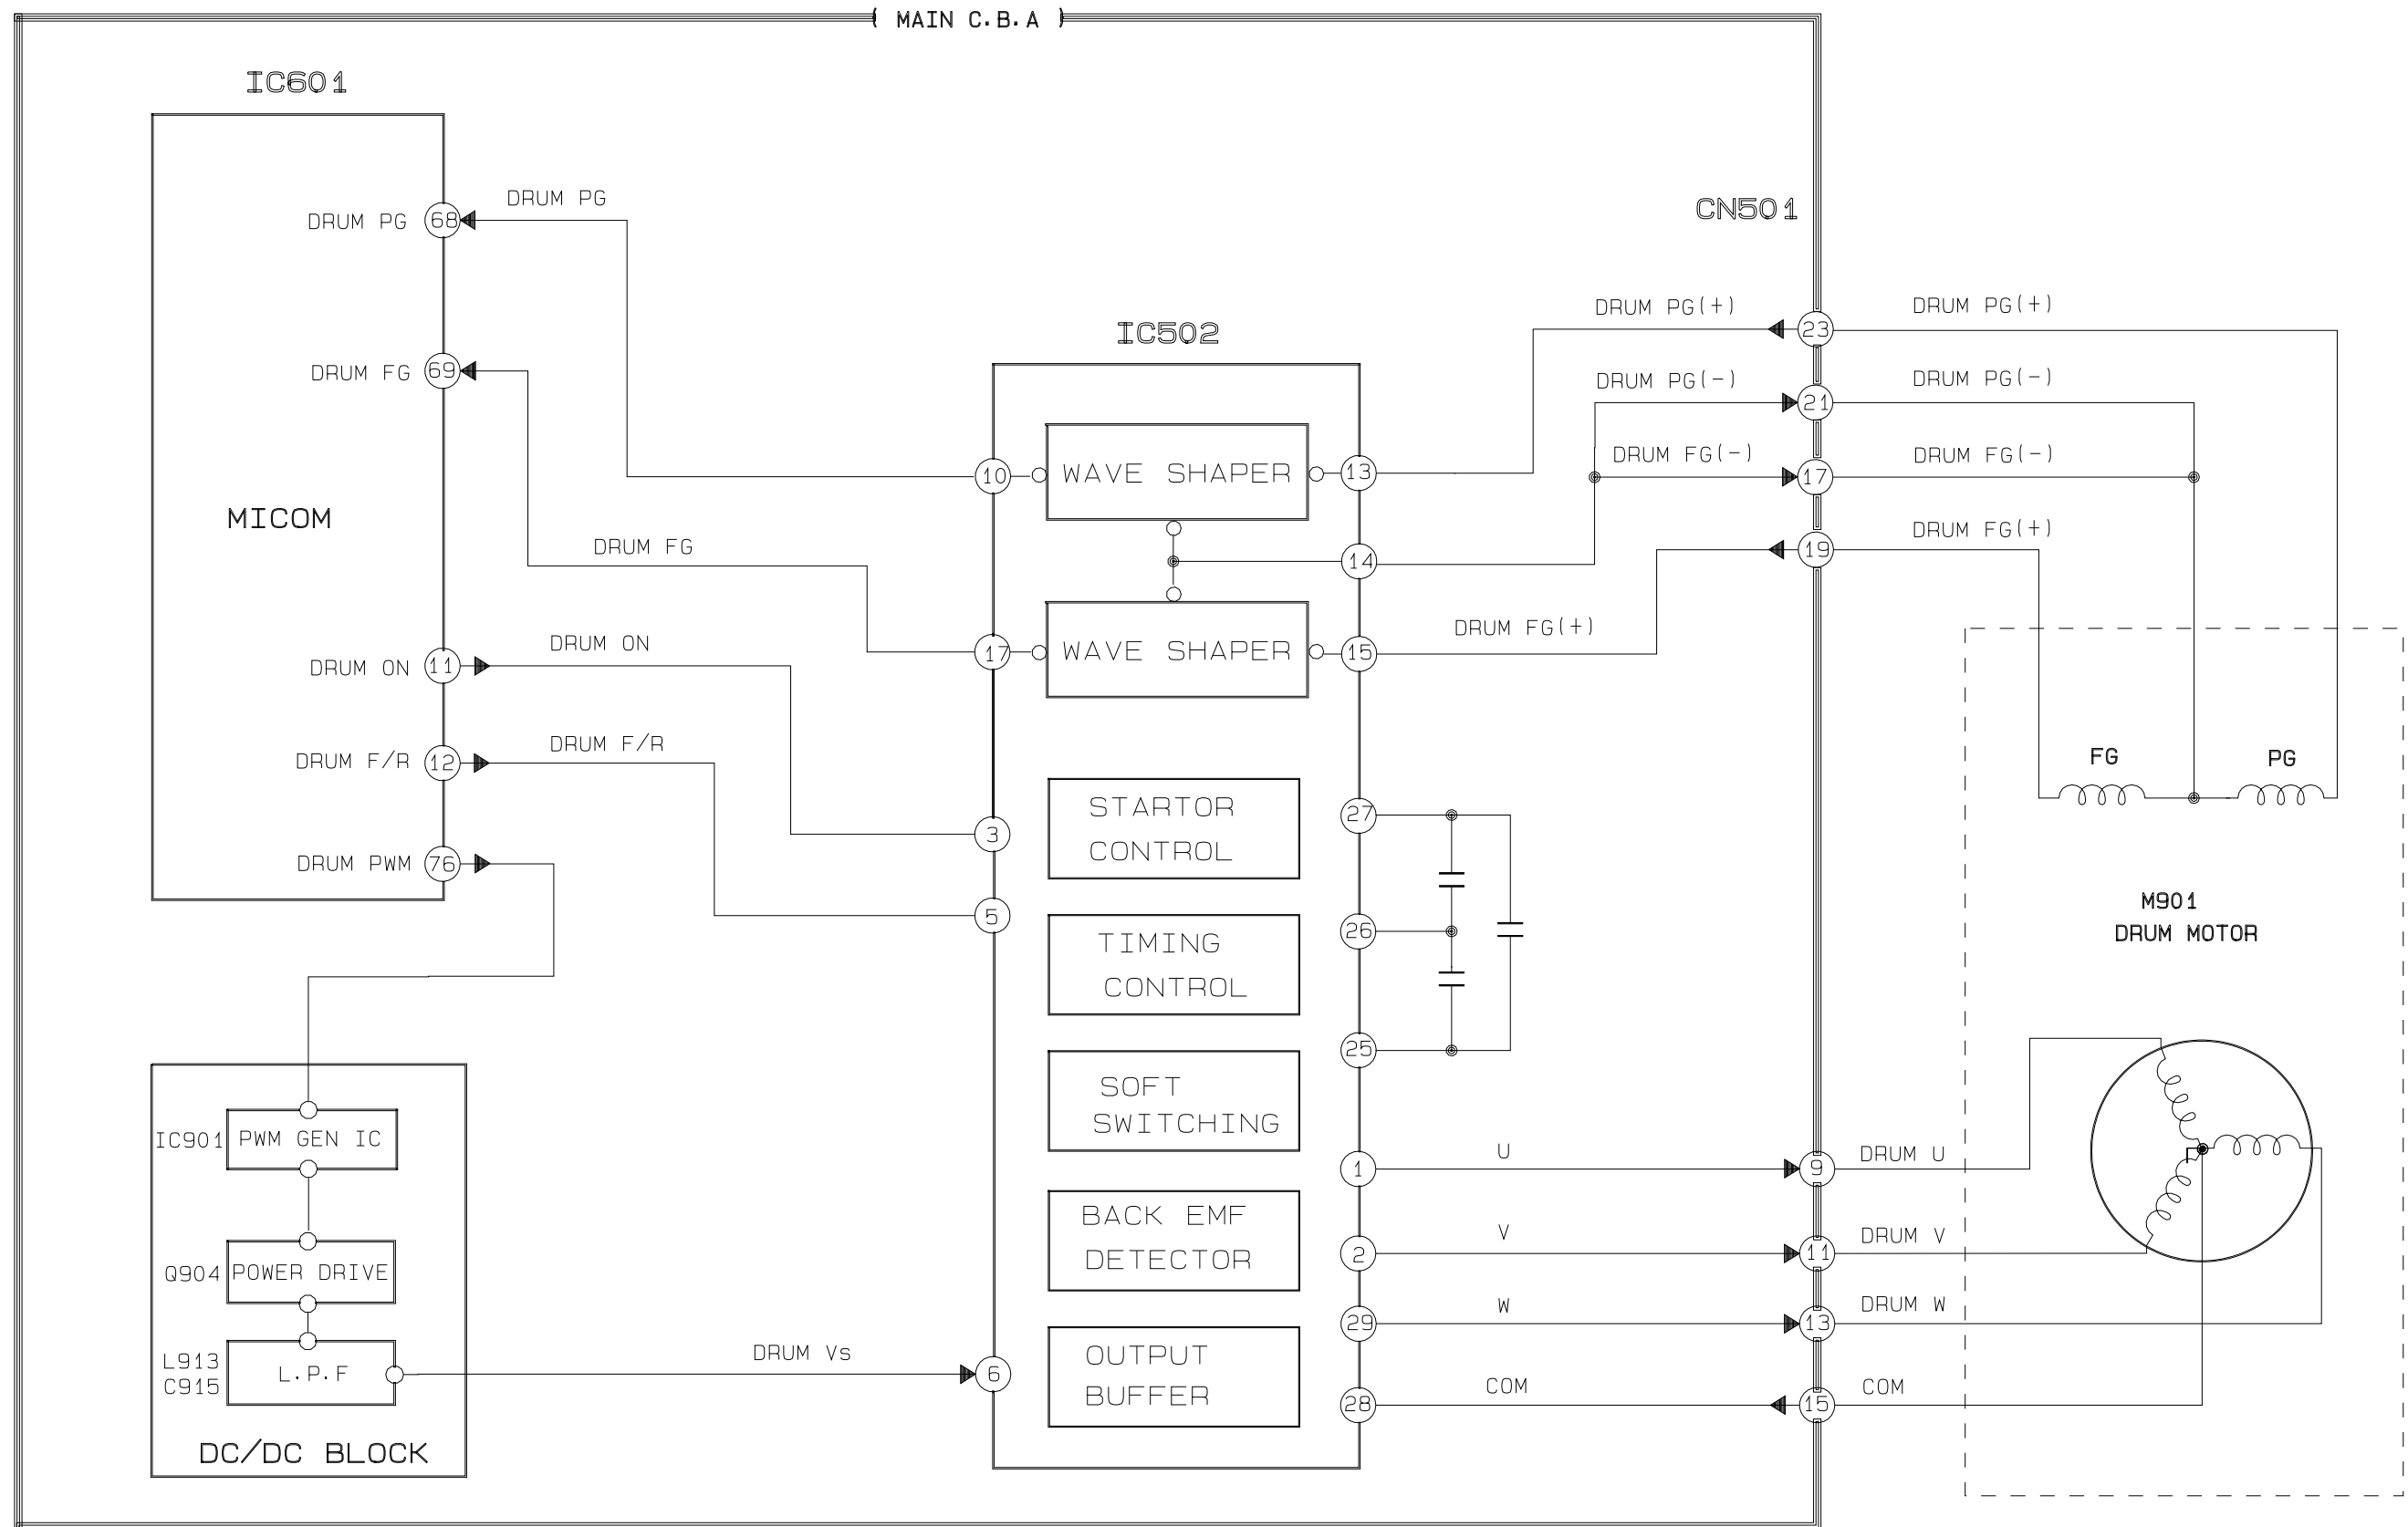 ( MAIN C.B.A )
IC601
DRUM PG
68
DRUM PG
DRUM FG
69
MICOM
DRUM FG
DRUM ON
11
DRUM ON
DRUM F/R
12
DRUM F/R
DRUM PWM
76
IC901
PWM GEN IC
Q904
POWER DRIVE
L913
C915
L.P.F
DC/DC BLOCK
DRUM Vs
IC502
10
WAVE SHAPER
13
14
17
WAVE SHAPER
15
3
STARTOR
CONTROL
27
5
TIMING
CONTROL
26
25
SOFT
SWITCHING
1
BACK EMF
DETECTOR
2
29
6
OUTPUT
BUFFER
28
CN501
DRUM PG(+)
23
DRUM PG(+)
DRUM PG(-)
21
DRUM PG(-)
DRUM FG(-)
17
DRUM FG(-)
19
DRUM FG(+)
DRUM FG(+)
FG
PG
M901
DRUM MOTOR
U
9
DRUM U
V
11
DRUM V
W
13
DRUM W
COM
15
COM